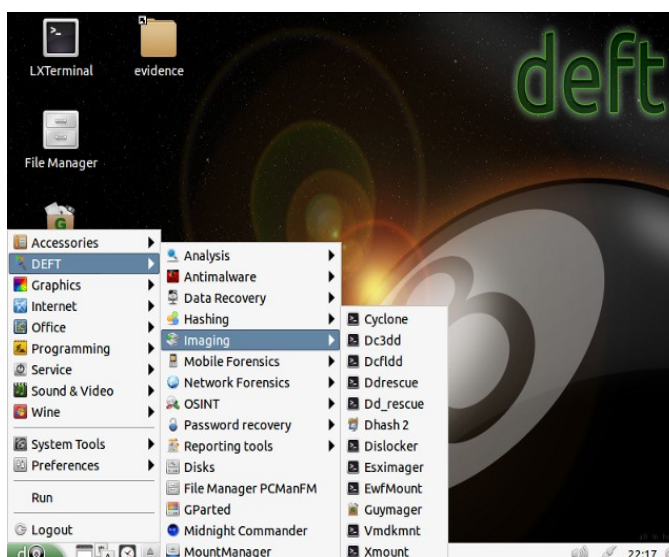 LXTerminal
evidence
deft
File Manager
Accessories
DEFT
Graphics
Internet
Office
Programming
Service
Sound & Video
Wine
System Tools
Preferences
Run
Logout
Analysis
Antimalware
Data Recovery
Hashing
Imaging
Mobile Forensics
Network Forensics
OSINT
Password recovery
Reporting tools
Disks
File Manager PCManFM
GParted
Midnight Commander
MountManager
Cyclone
Dc3dd
Dcfldd
Ddrescue
Dd_rescue
Dhash 2
Dislocker
Esximager
EwfMount
Guymager
Vmdkmnt
Xmount
22:17